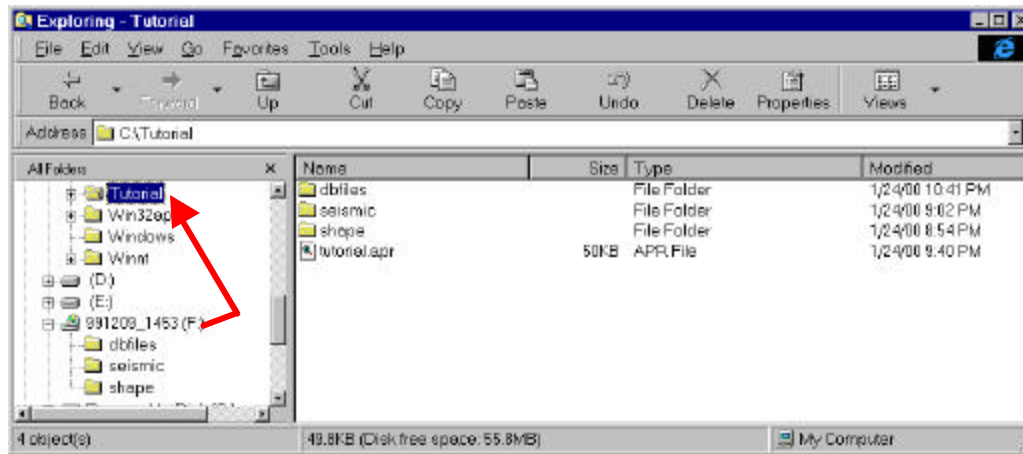 Exploring - Tutorial
File Edit View Go Favorites Tools Help
Back Forward Up Cut Copy Paste Undo Delete Properties Views
Address C:\Tutorial
All Folders × Name Size Type Modified
Tutorial
Win32ap
Windows
Winnt
(D:)
(E:)
991209_1453 (F:)
dbfiles
seismic
shape
dbfiles File Folder 1/24/00 10:41 PM
seismic File Folder 1/24/00 9:02 PM
shape File Folder 1/24/00 8:54 PM
tutorial.apr 50KB APR File 1/24/00 9:40 PM
4 object(s) 49.8KB (Disk free space: 55.8MB) My Computer